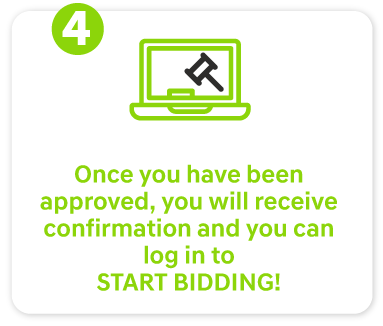 4
Once you have been
approved, you will receive
confirmation and you can
log in to
START BIDDING!